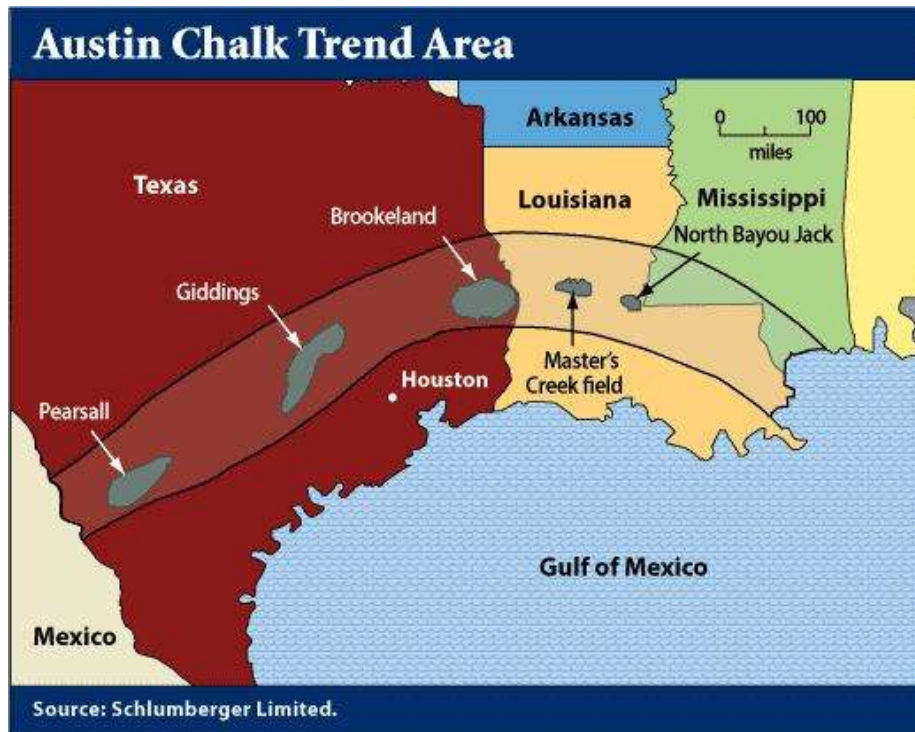 Austin Chalk Trend Area
Arkansas
0 100
miles
Texas
Louisiana
Mississippi
Brookeland
North Bayou Jack
Giddings
Master's
Creek field
Houston
Pearsall
Gulf of Mexico
Mexico
Source: Schlumberger Limited.